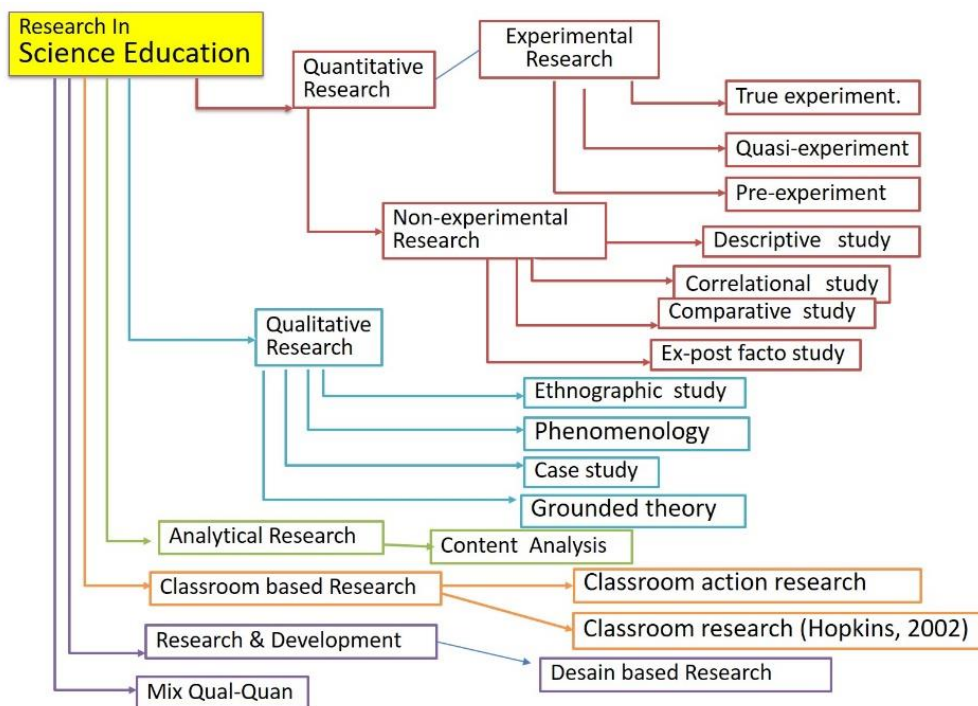 Research In
Science Education
Quantitative
Research
Experimental
Research
True experiment.
Quasi-experiment
Pre-experiment
Non-experimental
Research
Descriptive study
Correlational study
Comparative study
Ex-post facto study
Qualitative
Research
Ethnographic study
Phenomenology
Case study
Grounded theory
Analytical Research
Content Analysis
Classroom based Research
Classroom action research
Classroom research (Hopkins, 2002)
Research & Development
Desain based Research
Mix Qual-Quan